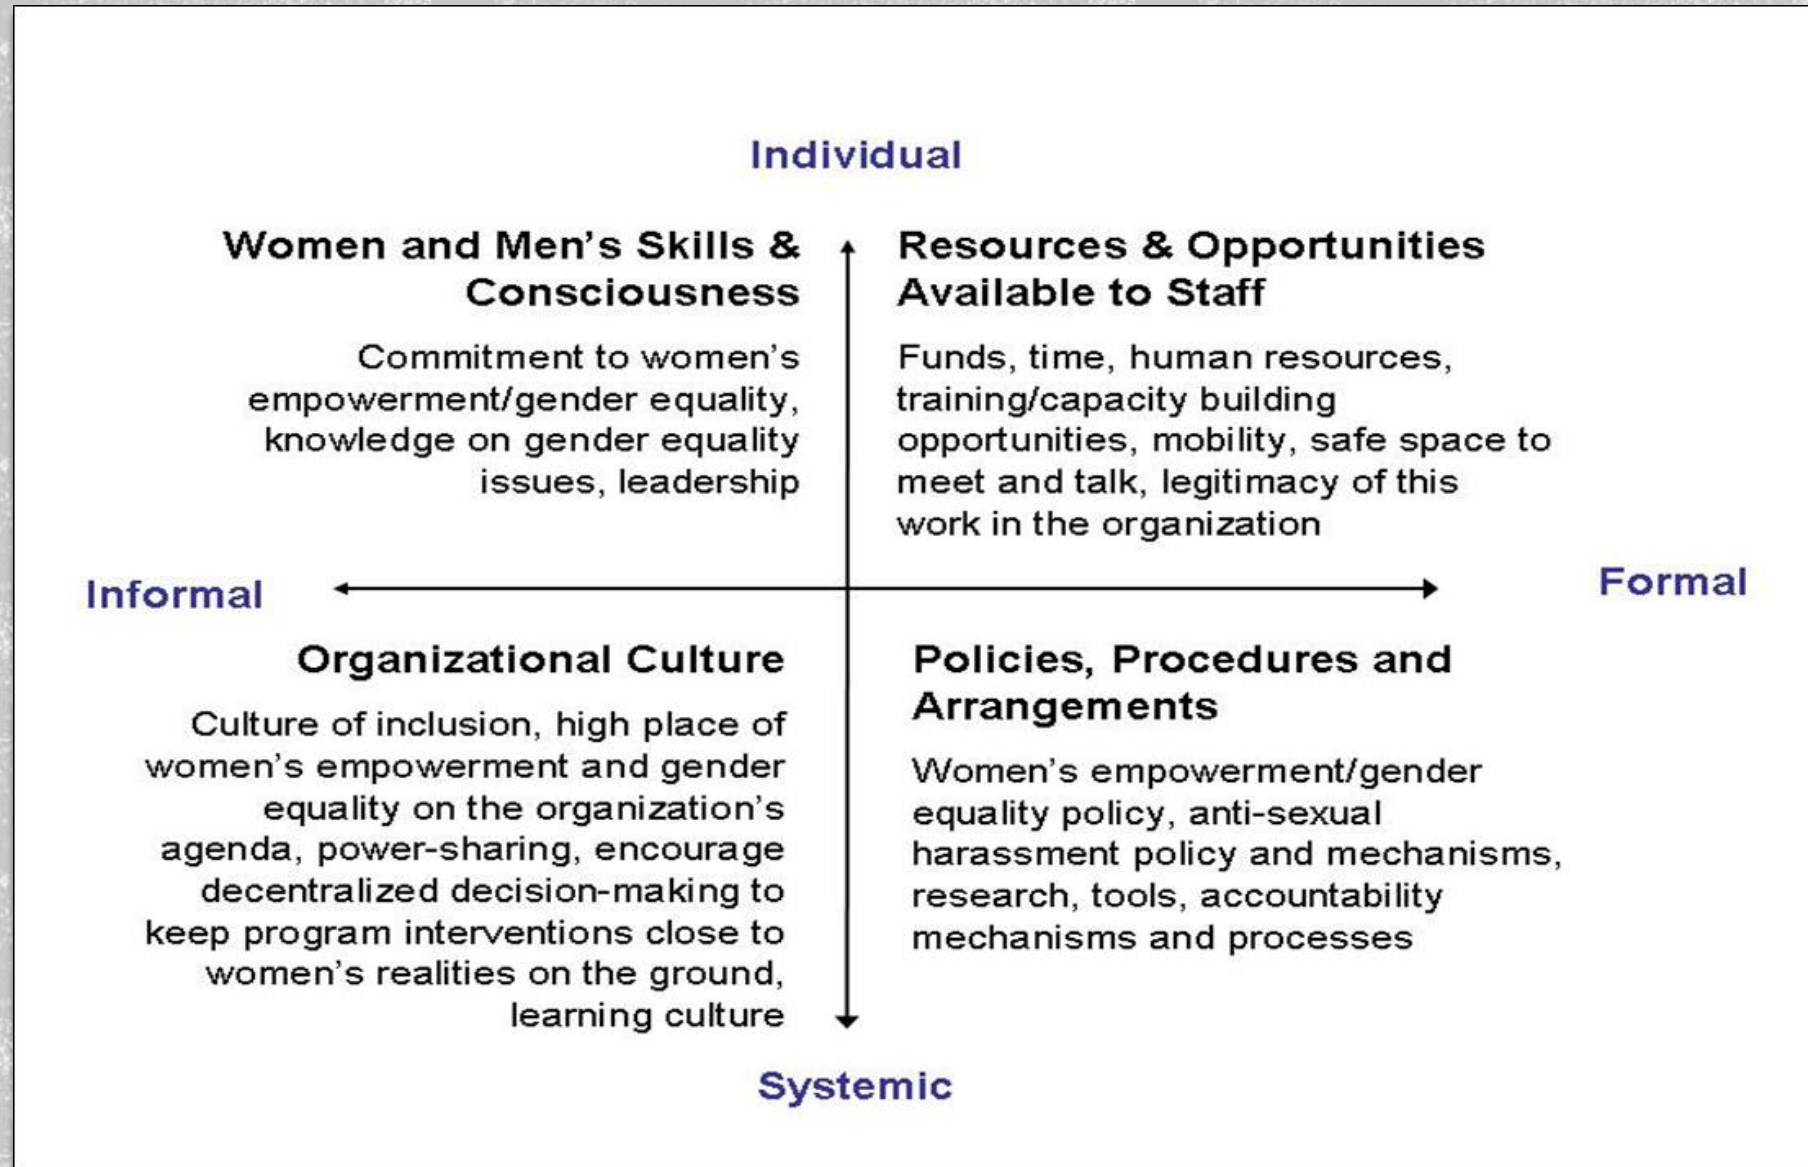 Individual
Women and Men's Skills &
Consciousness
Commitment to women's
empowerment/gender equality,
knowledge on gender equality
issues, leadership
Resources & Opportunities
Available to Staff
Funds, time, human resources,
training/capacity building
opportunities, mobility, safe space to
meet and talk, legitimacy of this
work in the organization
Informal
Formal
Organizational Culture
Culture of inclusion, high place of
women's empowerment and gender
equality on the organization's
agenda, power-sharing, encourage
decentralized decision-making to
keep program interventions close to
women's realities on the ground,
learning culture
Policies, Procedures and
Arrangements
Women's empowerment/gender
equality policy, anti-sexual
harassment policy and mechanisms,
research, tools, accountability
mechanisms and processes
Systemic